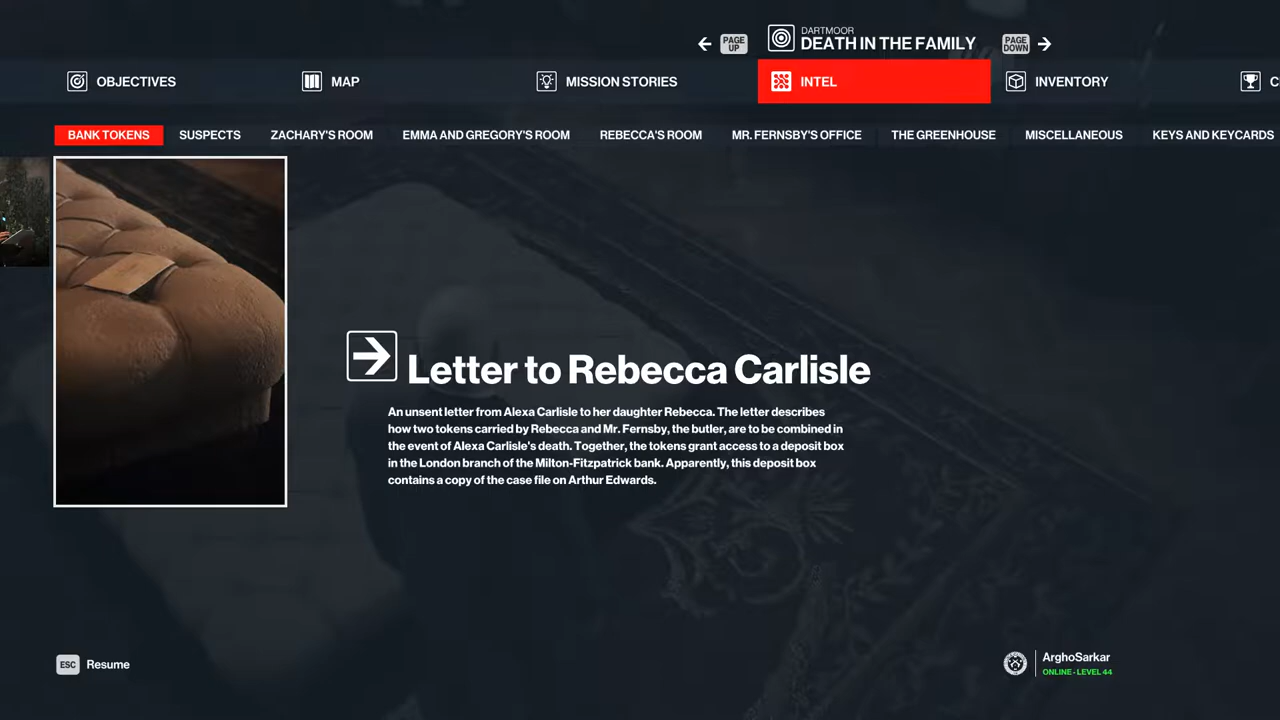 PAGE UP
DARTMOOR
DEATH IN THE FAMILY
PAGE DOWN
OBJECTIVES
MAP
MISSION STORIES
INTEL
INVENTORY
C
BANK TOKENS
SUSPECTS
ZACHARY'S ROOM
EMMA AND GREGORY'S ROOM
REBECCA'S ROOM
MR. FERNSBY'S OFFICE
THE GREENHOUSE
MISCELLANEOUS
KEYS AND KEYCARDS
Letter to Rebecca Carlisle
An unsent letter from Alexa Carlisle to her daughter Rebecca. The letter describes
how two tokens carried by Rebecca and Mr. Fernsby, the butler, are to be combined in
the event of Alexa Carlisle's death. Together, the tokens grant access to a deposit box
in the London branch of the Milton-Fitzpatrick bank. Apparently, this deposit box
contains a copy of the case file on Arthur Edwards.
ESC Resume
ArghoSarkar
ONLINE - LEVEL 44